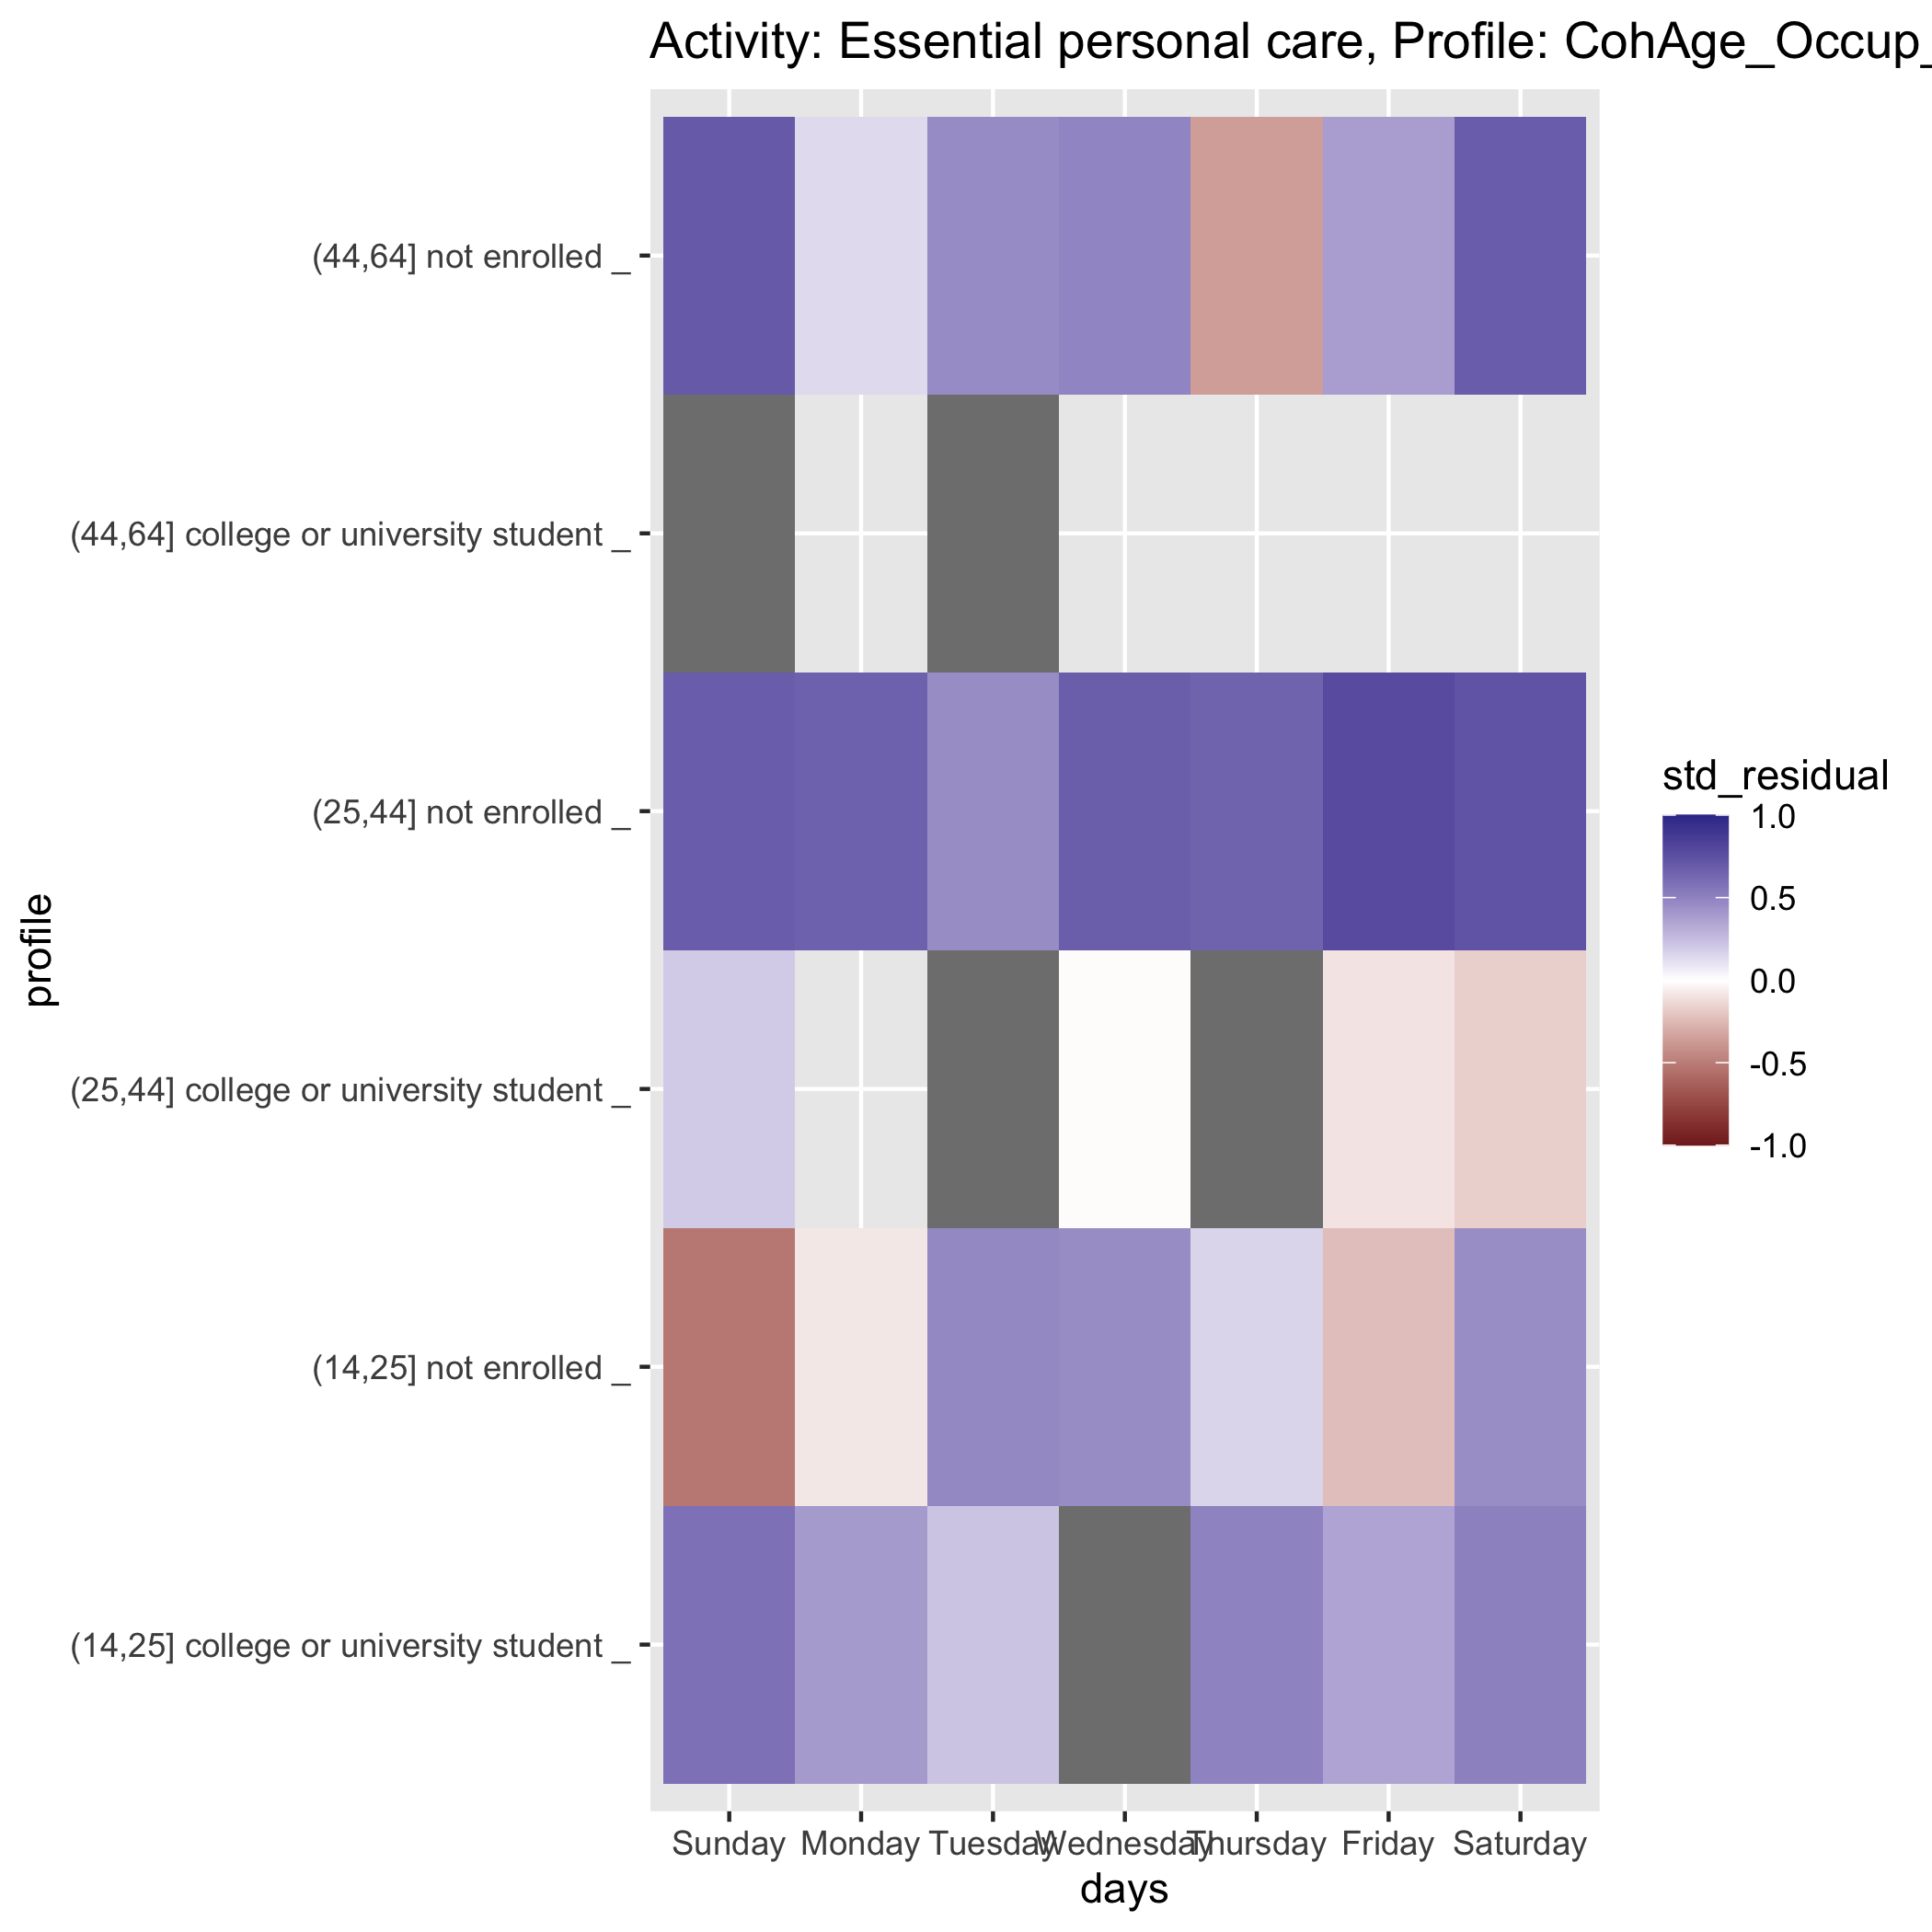 Activity: Essential personal care, Profile: CohAge_Occup_
(44,64] not enrolled _
(44,64] college or university student _
(25,44] not enrolled _
(25,44] college or university student _
(14,25] not enrolled _
(14,25] college or university student _
profile
Sunday Monday Tuesday Wednesday Thursday Friday Saturday
days
std_residual
1.0
0.5
0.0
-0.5
-1.0